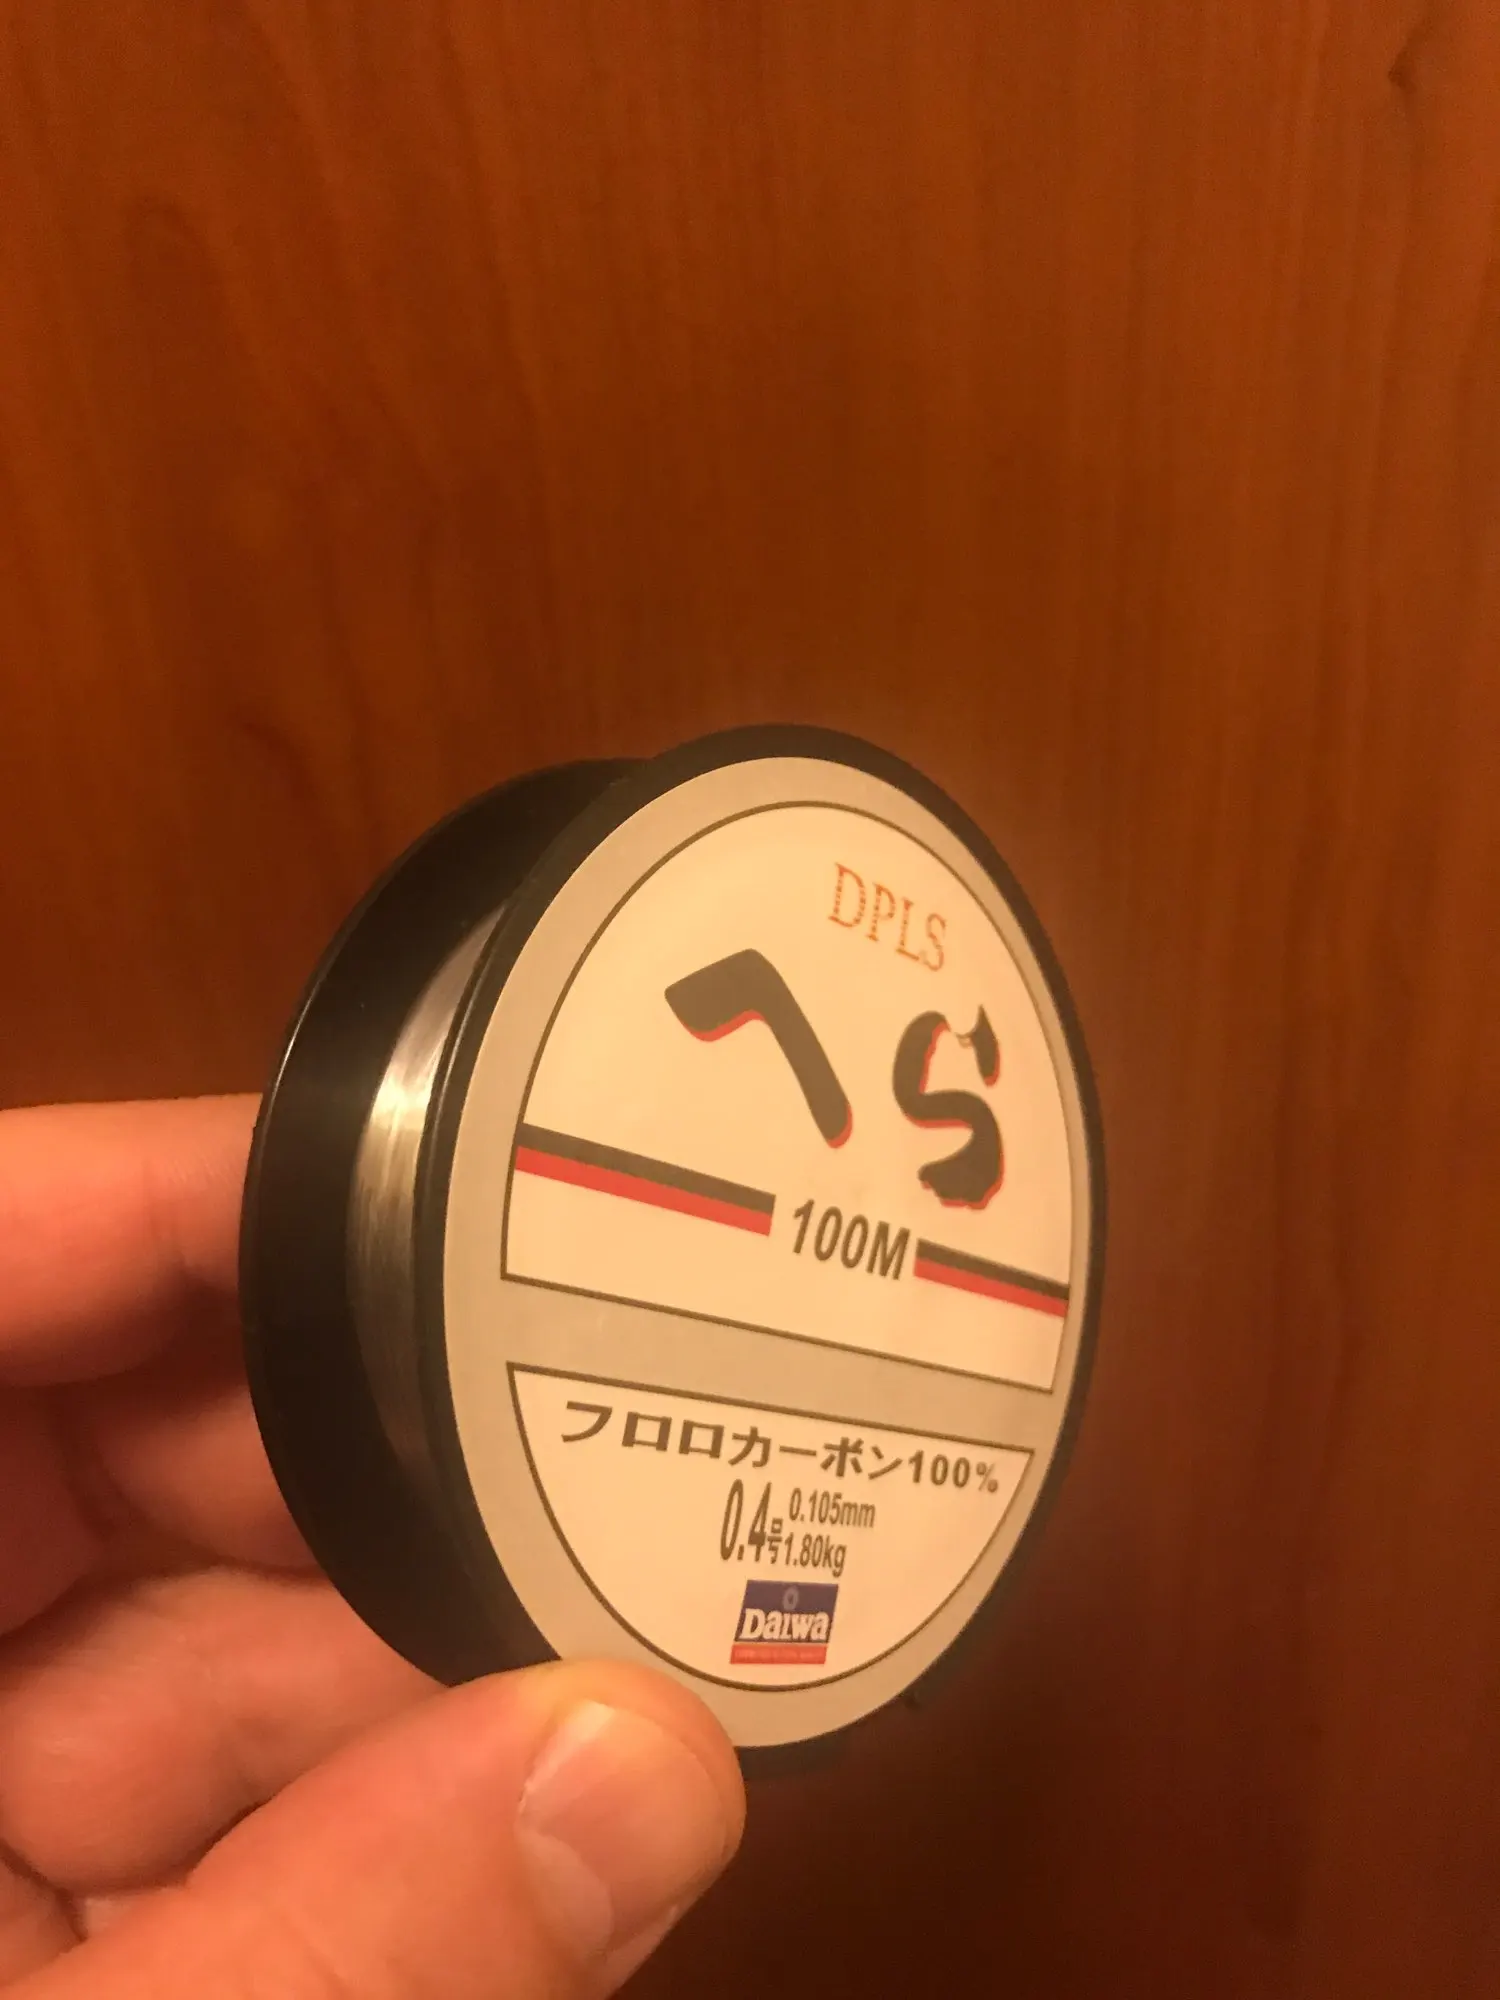 DPLS
へら
100M
フロロカーボン100%
0.4号
0.105mm
1.80kg
Daiwa